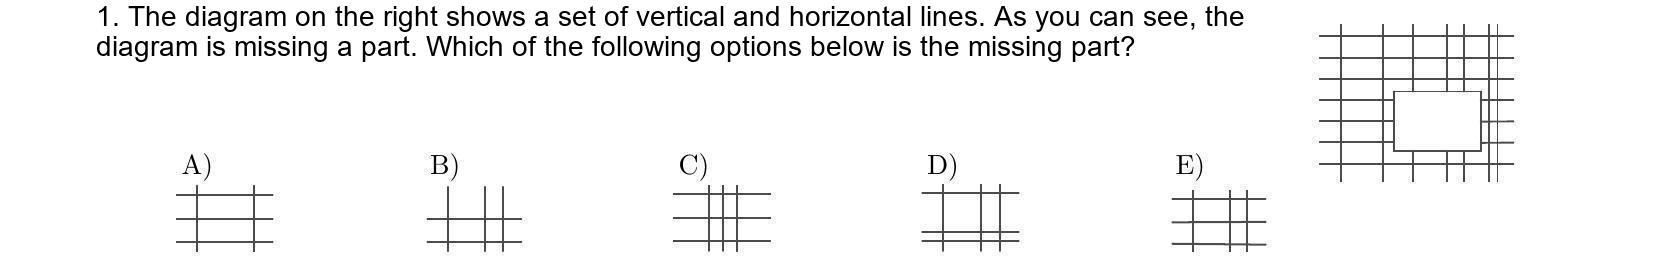 1. The diagram on the right shows a set of vertical and horizontal lines. As you can see, the
diagram is missing a part. Which of the following options below is the missing part?
A)
B)
C)
D)
E)